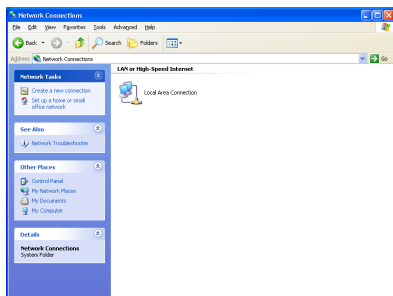 Network Connections
File Edit View Favorites Tools Advanced Help
Back Search Folders
Address Network Connections Go
Network Tasks
Create a new connection
Set up a home or small
office network
See Also
Network Troubleshooter
Other Places
Control Panel
My Network Places
My Documents
My Computer
Details
Network Connections
System Folder
LAN or High-Speed Internet
Local Area Connection